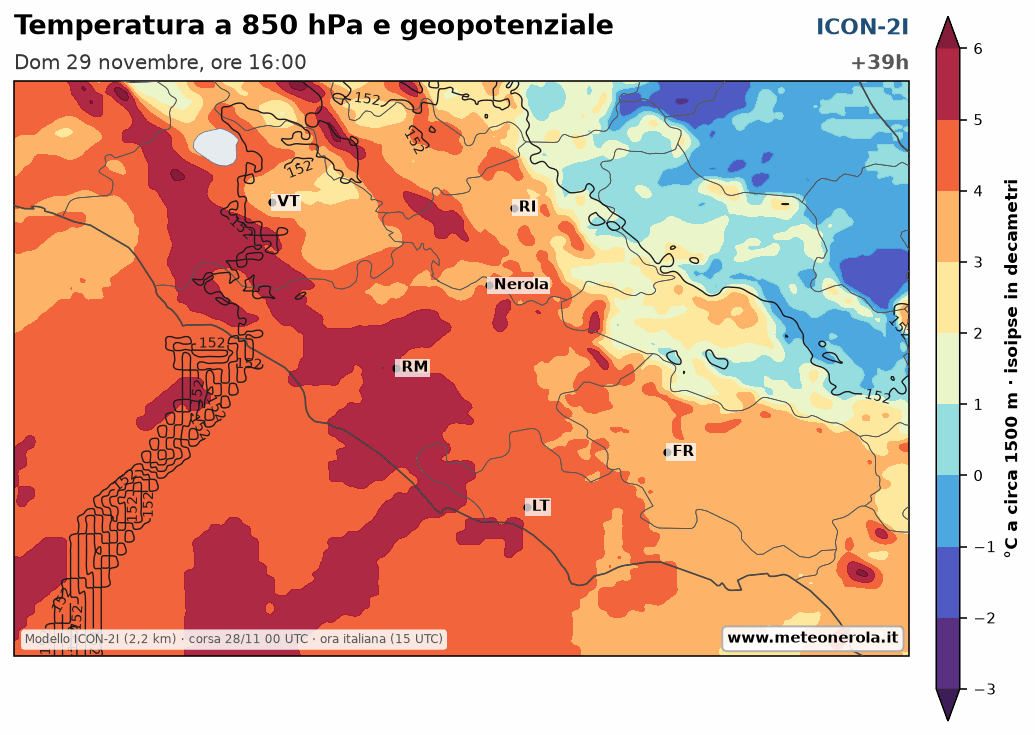 Temperatura a 850 hPa e geopotenziale
ICON-2I
Dom 29 novembre, ore 16:00
+39h
152
152
152
VT
RI
Nerola
152
152
RM
152
152
FR
LT
152
152
152
152
Modello ICON-2I (2,2 km) · corsa 28/11 00 UTC · ora italiana (15 UTC)
www.meteonerola.it
6
5
4
3
2
1
0
−1
−2
−3
°C a circa 1500 m · isoipse in decametri